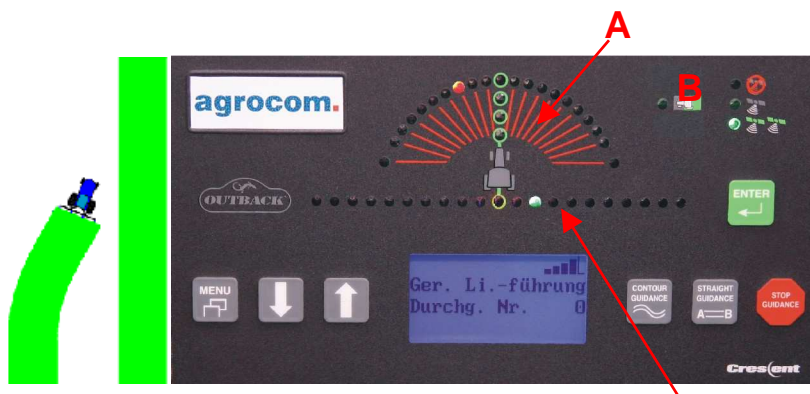 A
B
agrocom.
OUTBACK
ENTER
MENU
Ger. Li.-führung
Durchg. Nr. 0
CONTOUR
GUIDANCE
STRAIGHT
GUIDANCE
A=B
STOP
GUIDANCE
Crescent